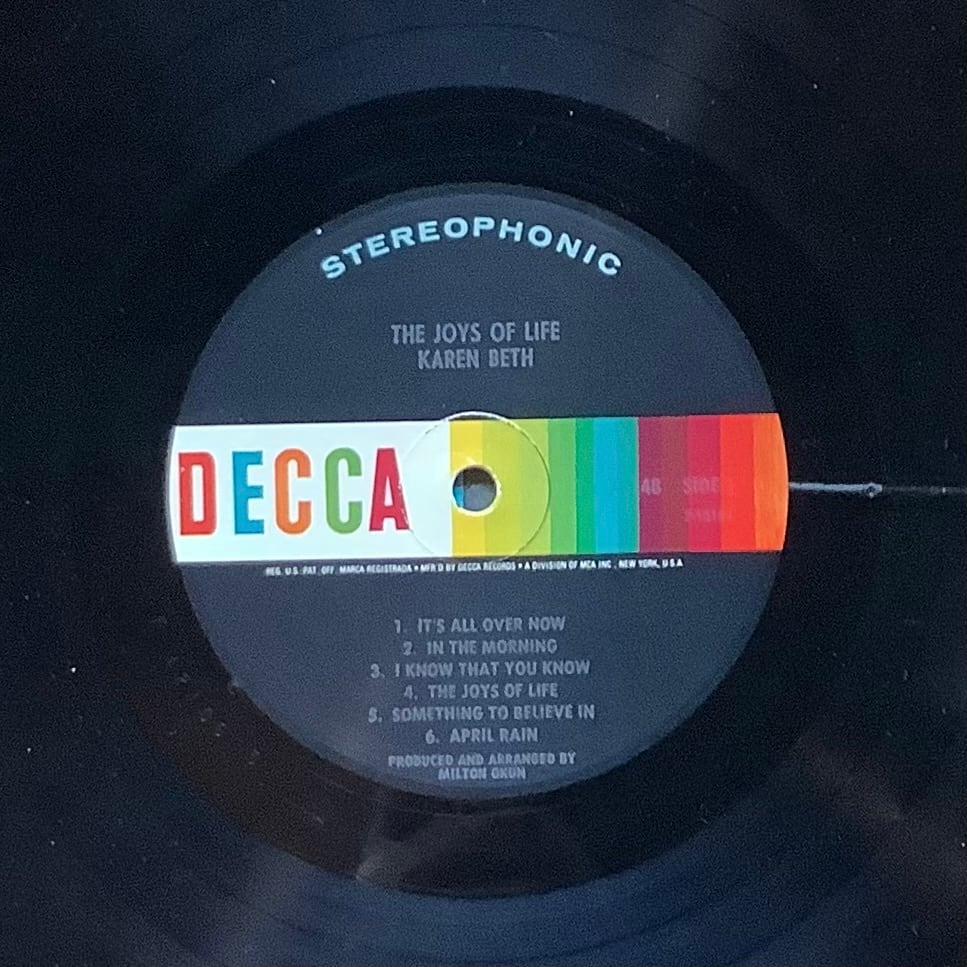 STEREOPHONIC
THE JOYS OF LIFE
KAREN BETH
DECCA
SIDE
REG. U.S. PAT. OFF. MARCA REGISTRADA • MFR'D BY DECCA RECORDS • A DIVISION OF MCA INC., NEW YORK, U.S.A
1. IT'S ALL OVER NOW
2. IN THE MORNING
3. I KNOW THAT YOU KNOW
4. THE JOYS OF LIFE
5. SOMETHING TO BELIEVE IN
6. APRIL RAIN
PRODUCED AND ARRANGED BY
MILTON OKUN